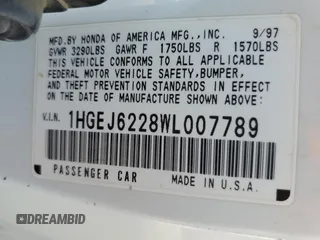 MFD. BY HONDA OF AMERICA MFG., INC. 9/97
GVWR 3290LBS GAWR F 1750LBS R 1570LBS
THIS VEHICLE CONFORMS TO ALL APPLICABLE
FEDERAL MOTOR VEHICLE SAFETY, BUMPER,
AND THEFT PREVENTION STANDARDS IN EFFECT
ON THE DATE OF MANUFACTURE SHOWN ABOVE.
V.I.N. 1HGEJ6228WL007789
PASSENGER CAR MADE IN U.S.A.
DREAMBID